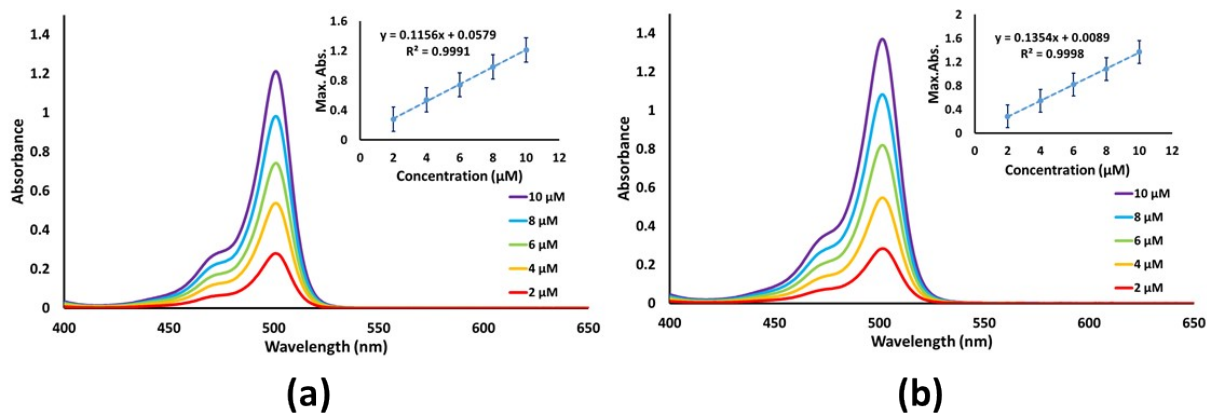 1.4
1.2
1
0.8
0.6
0.4
0.2
0
Absorbance
400 450 500 550 600 650
Wavelength (nm)
y = 0.1156x + 0.0579
R² = 0.9991
1.6
1.2
0.8
0.4
0
Max. Abs.
0 2 4 6 8 10 12
Concentration (μM)
10 μM
8 μM
6 μM
4 μM
2 μM
(a)
1.4
1.2
1
0.8
0.6
0.4
0.2
0
Absorbance
400 450 500 550 600 650
Wavelength (nm)
y = 0.1354x + 0.0089
R² = 0.9998
2
1.6
1.2
0.8
0.4
0
Max.Abs.
0 2 4 6 8 10 12
Concentration (μM)
10 μM
8 μM
6 μM
4 μM
2 μM
(b)